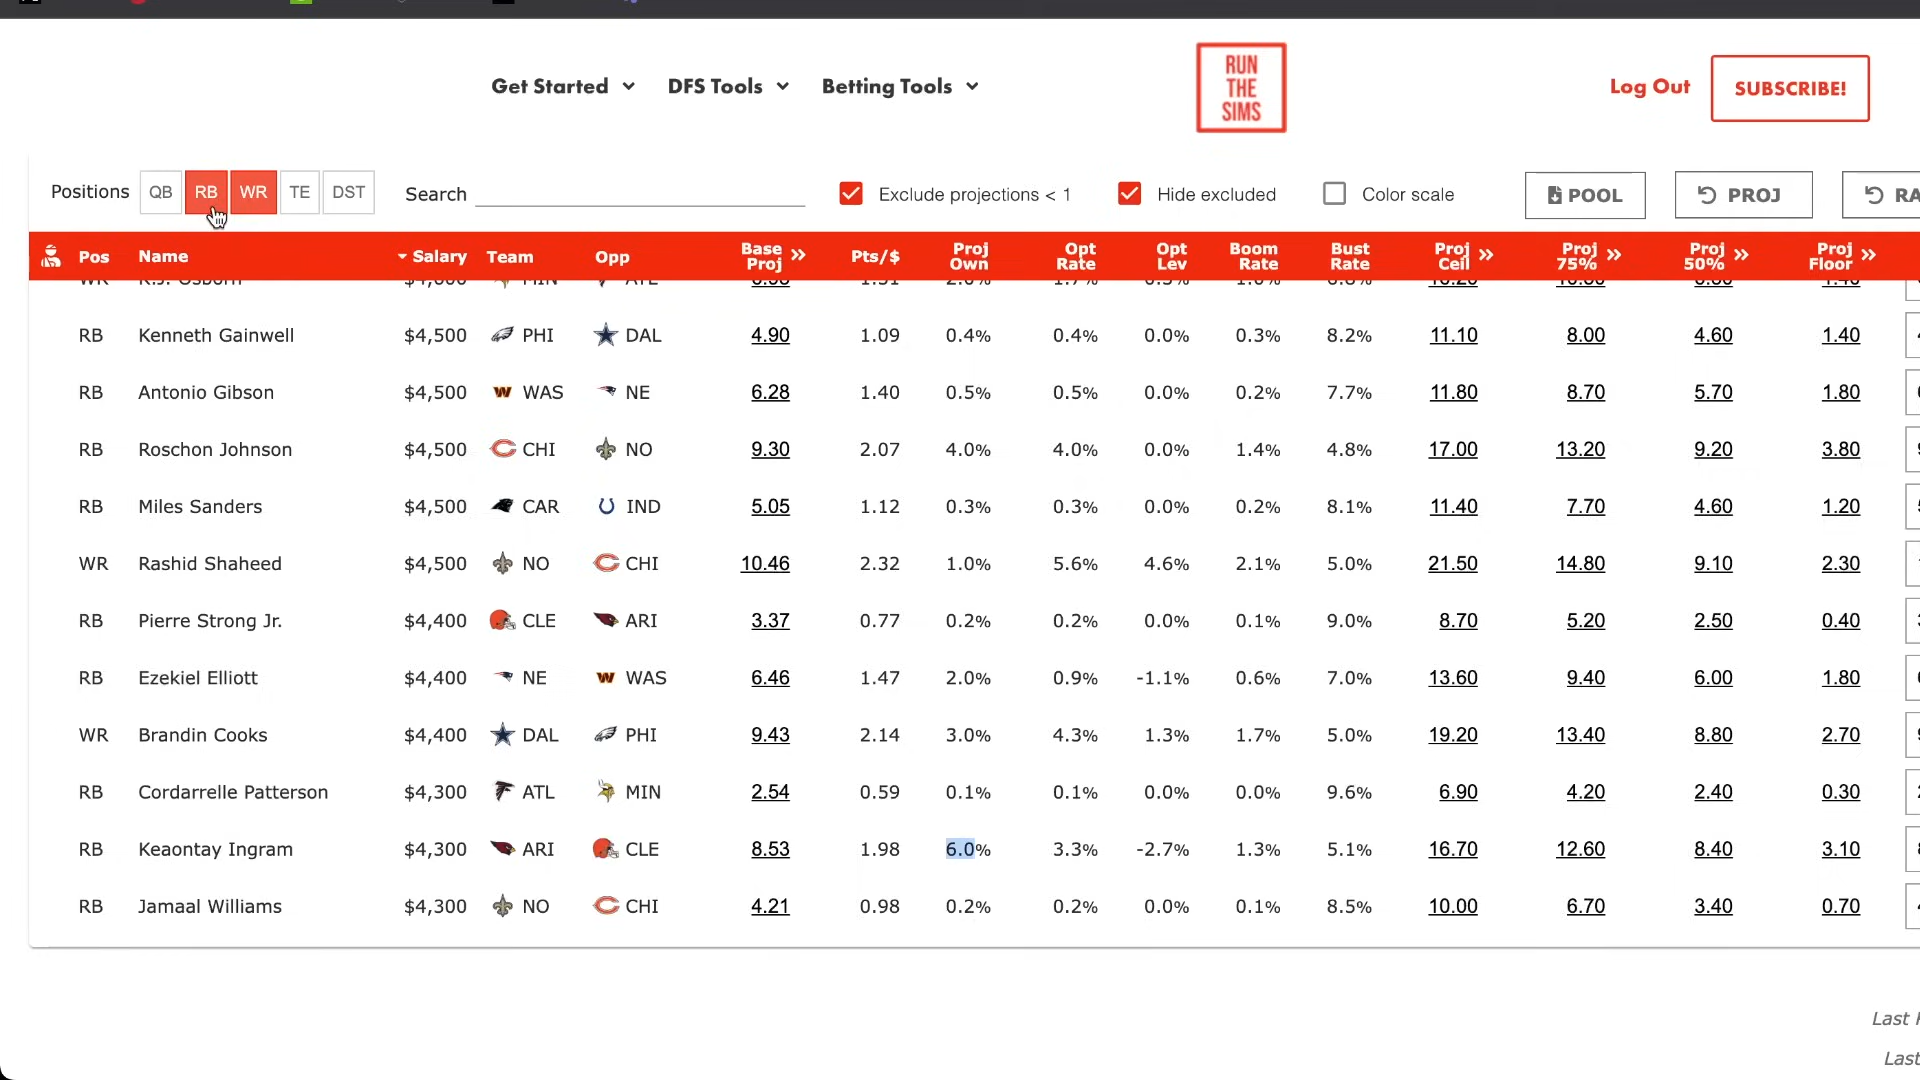 Get Started DFS Tools Betting Tools RUN THE SIMS Log Out SUBSCRIBE!
Positions QB RB WR TE DST Search Exclude projections < 1 Hide excluded Color scale POOL PROJ RA
Pos Name Salary Team Opp Base Proj Pts/$ Proj Own Opt Rate Opt Lev Boom Rate Bust Rate Proj Ceil Proj 75% Proj 50% Proj Floor
RB Kenneth Gainwell $4,500 PHI DAL 4.90 1.09 0.4% 0.4% 0.0% 0.3% 8.2% 11.10 8.00 4.60 1.40
RB Antonio Gibson $4,500 WAS NE 6.28 1.40 0.5% 0.5% 0.0% 0.2% 7.7% 11.80 8.70 5.70 1.80
RB Roschon Johnson $4,500 CHI NO 9.30 2.07 4.0% 4.0% 0.0% 1.4% 4.8% 17.00 13.20 9.20 3.80
RB Miles Sanders $4,500 CAR IND 5.05 1.12 0.3% 0.3% 0.0% 0.2% 8.1% 11.40 7.70 4.60 1.20
WR Rashid Shaheed $4,500 NO CHI 10.46 2.32 1.0% 5.6% 4.6% 2.1% 5.0% 21.50 14.80 9.10 2.30
RB Pierre Strong Jr. $4,400 CLE ARI 3.37 0.77 0.2% 0.2% 0.0% 0.1% 9.0% 8.70 5.20 2.50 0.40
RB Ezekiel Elliott $4,400 NE WAS 6.46 1.47 2.0% 0.9% -1.1% 0.6% 7.0% 13.60 9.40 6.00 1.80
WR Brandin Cooks $4,400 DAL PHI 9.43 2.14 3.0% 4.3% 1.3% 1.7% 5.0% 19.20 13.40 8.80 2.70
RB Cordarrelle Patterson $4,300 ATL MIN 2.54 0.59 0.1% 0.1% 0.0% 0.0% 9.6% 6.90 4.20 2.40 0.30
RB Keaontay Ingram $4,300 ARI CLE 8.53 1.98 6.0% 3.3% -2.7% 1.3% 5.1% 16.70 12.60 8.40 3.10
RB Jamaal Williams $4,300 NO CHI 4.21 0.98 0.2% 0.2% 0.0% 0.1% 8.5% 10.00 6.70 3.40 0.70
Last
Last